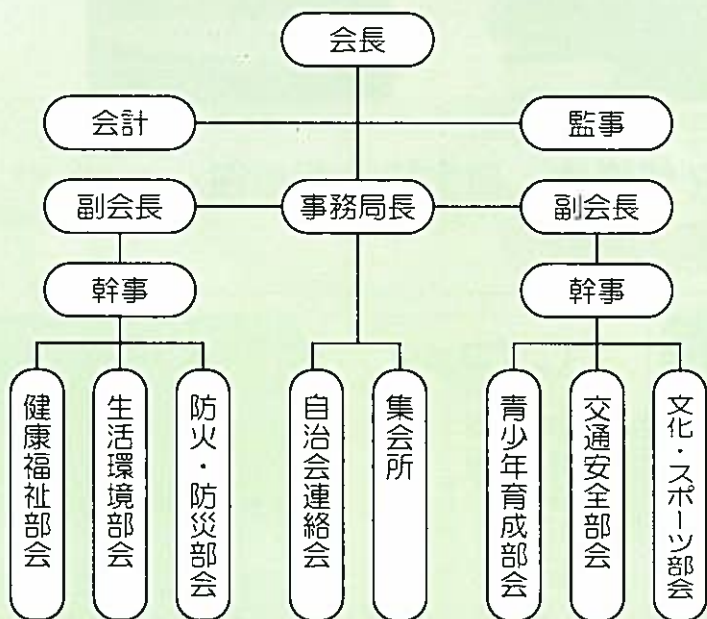 会長
会計
監事
副会長
事務局長
副会長
幹事
幹事
健康福祉部会
生活環境部会
防火・防災部会
自治会連絡会
集会所
青少年育成部会
交通安全部会
文化・スポーツ部会